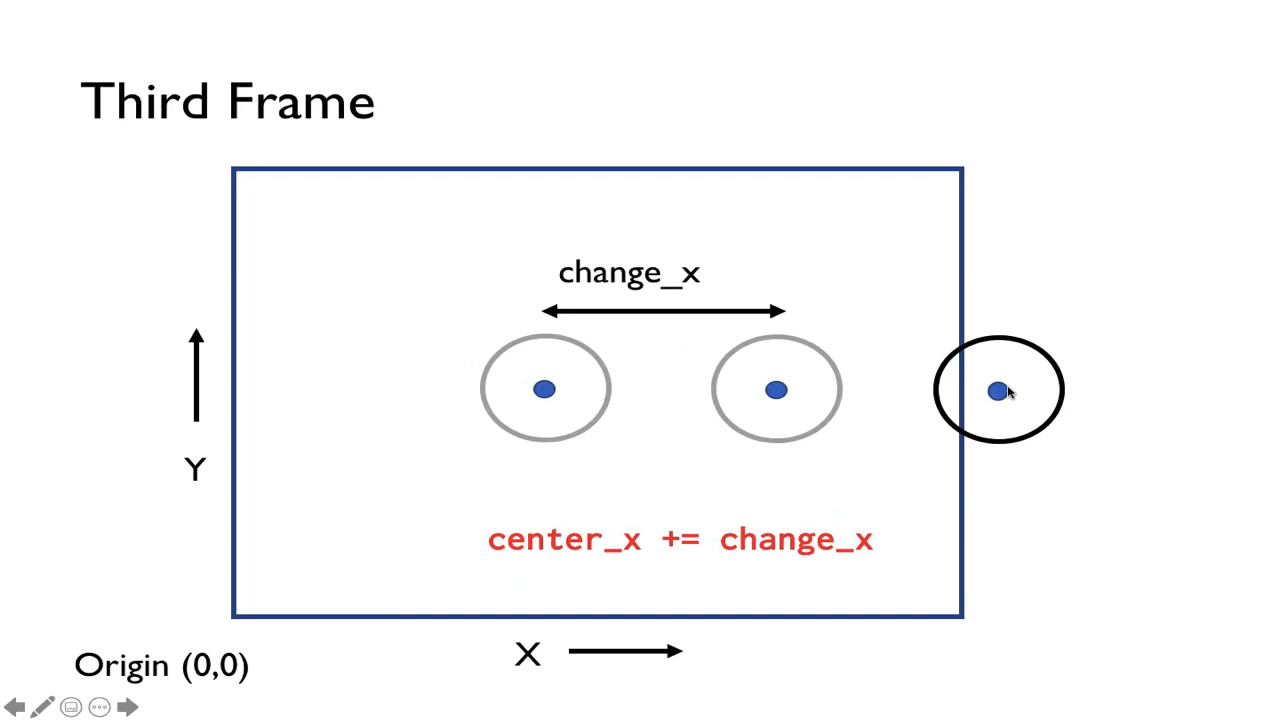 Third Frame
change_x
Y
center_x += change_x
X
Origin (0,0)